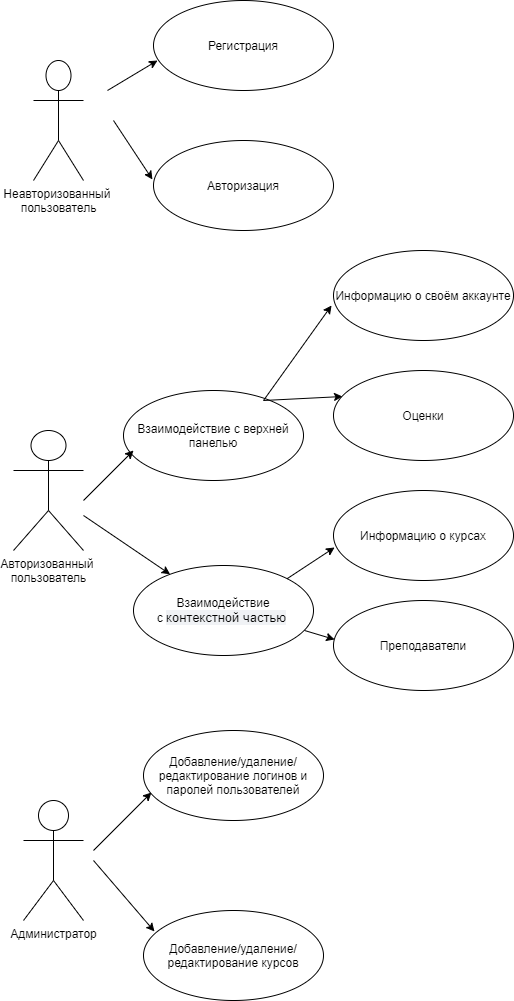 Регистрация
Неавторизованный
пользователь
Авторизация
Информацию о своём аккаунте
Взаимодействие с верхней
панелью
Оценки
Авторизованный
пользователь
Информацию о курсах
Взаимодействие
с контекстной частью
Преподаватели
Добавление/удаление/
редактирование логинов и
паролей пользователей
Администратор
Добавление/удаление/
редактирование курсов